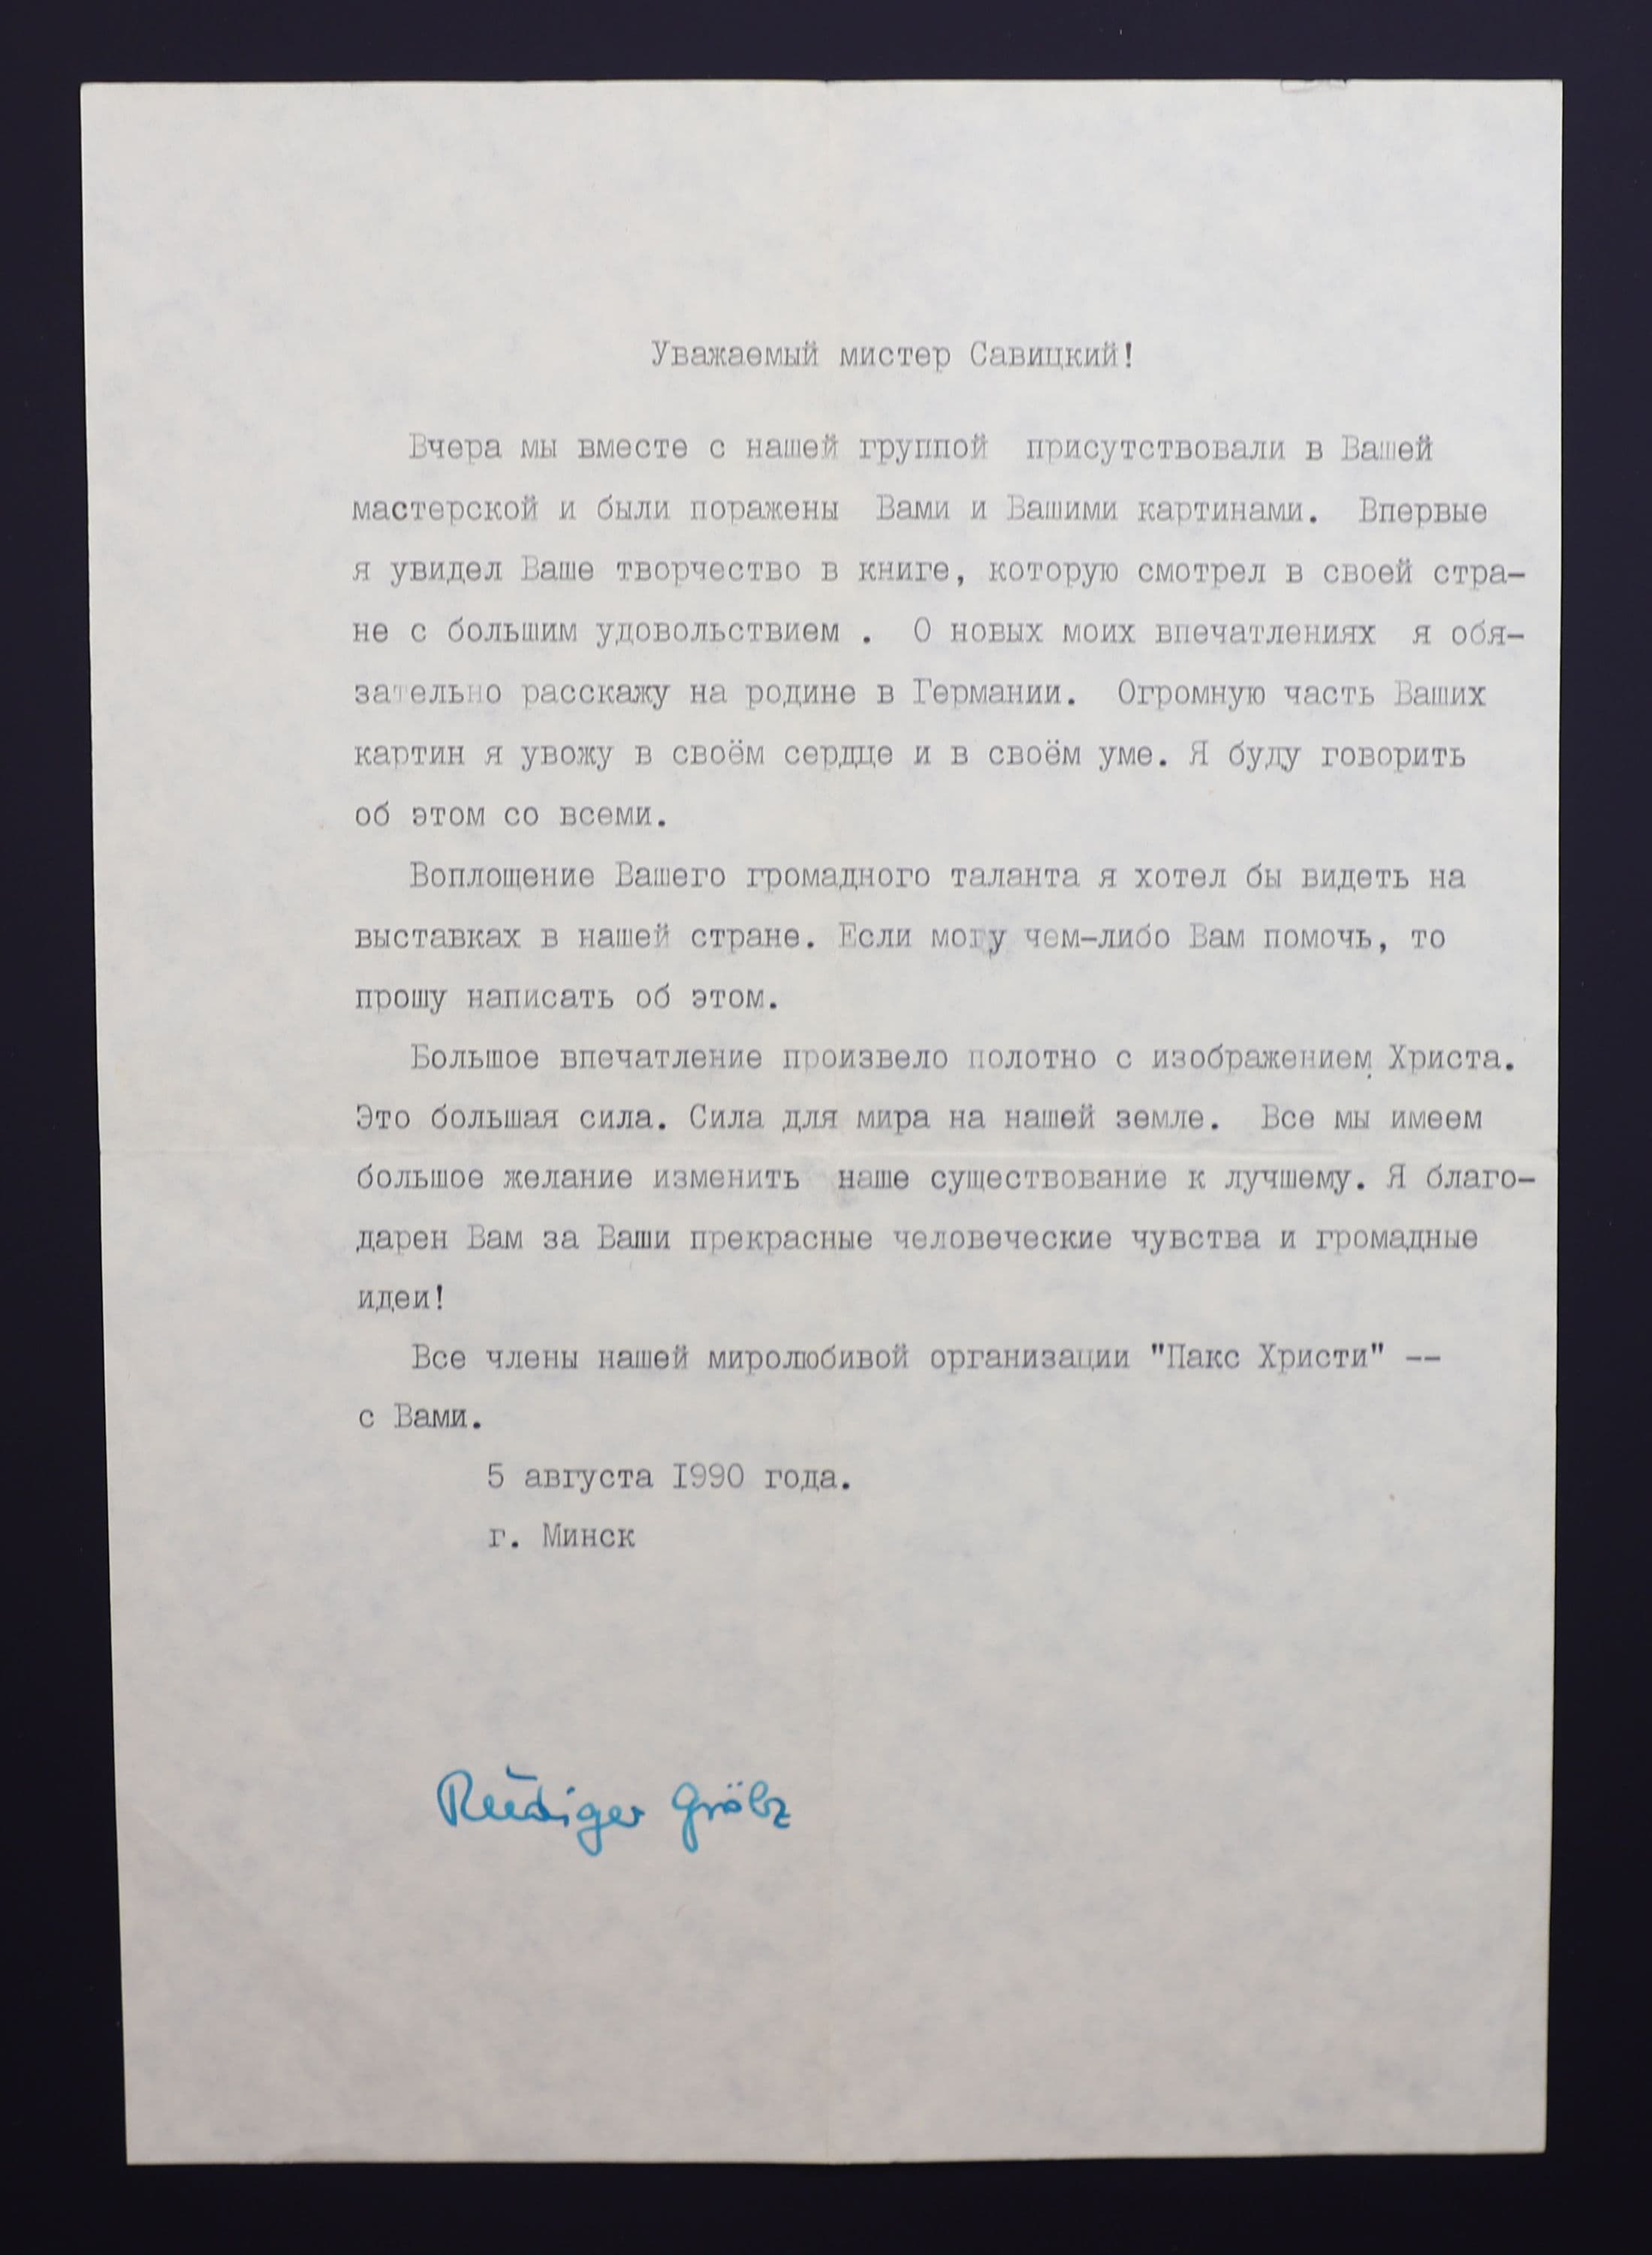 Уважаемый мистер Савицкий!
Вчера мы вместе с нашей группой присутствовали в Вашей
мастерской и были поражены Вами и Вашими картинами. Впервые
я увидел Ваше творчество в книге, которую смотрел в своей стра-
не с большим удовольствием . О новых моих впечатлениях я обя-
зательно расскажу на родине в Германии. Огромную часть Ваших
картин я увожу в своём сердце и в своём уме. Я буду говорить
об этом со всеми.
Воплощение Вашего громадного таланта я хотел бы видеть на
выставках в нашей стране. Если могу чем-либо Вам помочь, то
прошу написать об этом.
Большое впечатление произвело полотно с изображением Христа.
Это большая сила. Сила для мира на нашей земле. Все мы имеем
большое желание изменить наше существование к лучшему. Я благо-
дарен Вам за Ваши прекрасные человеческие чувства и громадные
идеи!
Все члены нашей миролюбивой организации "Пакс Христи" --
с Вами.
5 августа I990 года.
г. Минск
Rüdiger Gröbz